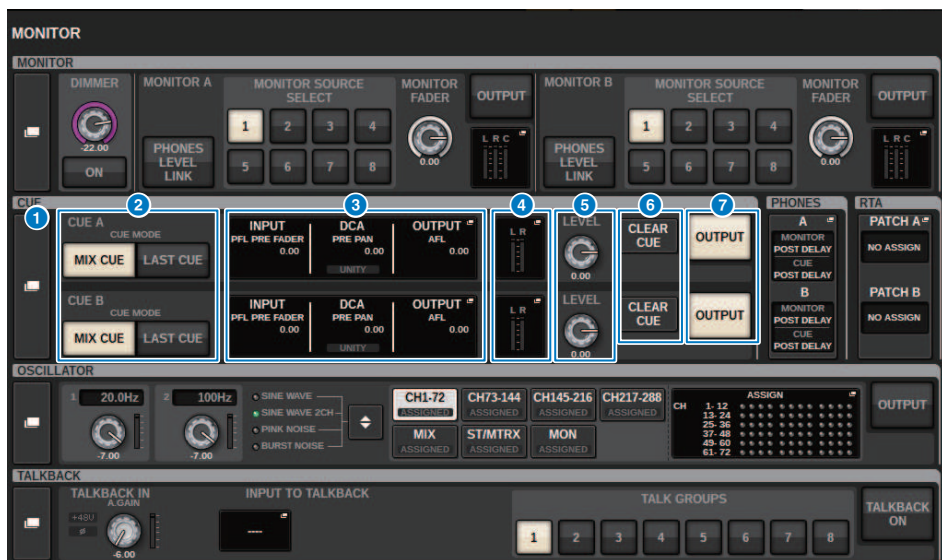 MONITOR
MONITOR
DIMMER
-22.00
ON
MONITOR A
PHONES LEVEL LINK
MONITOR SOURCE SELECT
1 2 3 4
5 6 7 8
MONITOR FADER
0.00
OUTPUT
L R C
MONITOR B
PHONES LEVEL LINK
MONITOR SOURCE SELECT
1 2 3 4
5 6 7 8
MONITOR FADER
0.00
OUTPUT
L R C
CUE
1 2 3 4 5 6 7
CUE A
CUE MODE
MIX CUE LAST CUE
INPUT DCA OUTPUT
PFL PRE FADER PRE PAN AFL
0.00 0.00 0.00
UNITY
L R
LEVEL
0.00
CLEAR CUE
OUTPUT
CUE B
CUE MODE
MIX CUE LAST CUE
INPUT DCA OUTPUT
PFL PRE FADER PRE PAN AFL
0.00 0.00 0.00
UNITY
L R
LEVEL
0.00
CLEAR CUE
OUTPUT
PHONES
A
MONITOR
POST DELAY
CUE
POST DELAY
B
MONITOR
POST DELAY
CUE
POST DELAY
RTA
PATCH A
NO ASSIGN
PATCH B
NO ASSIGN
OSCILLATOR
1 20.0Hz
-7.00
2 100Hz
-7.00
SINE WAVE
SINE WAVE 2CH
PINK NOISE
BURST NOISE
CH1-72 CH73-144 CH145-216 CH217-288
ASSIGNED ASSIGNED ASSIGNED ASSIGNED
MIX ST/MTRX MON
ASSIGNED ASSIGNED ASSIGNED
ASSIGN
CH 1- 12
13- 24
25- 36
37- 48
49- 60
61- 72
OUTPUT
TALKBACK
TALKBACK IN
A.GAIN
+48V
ø
-6.00
INPUT TO TALKBACK
----
TALK GROUPS
1 2 3 4 5 6 7 8
TALKBACK ON